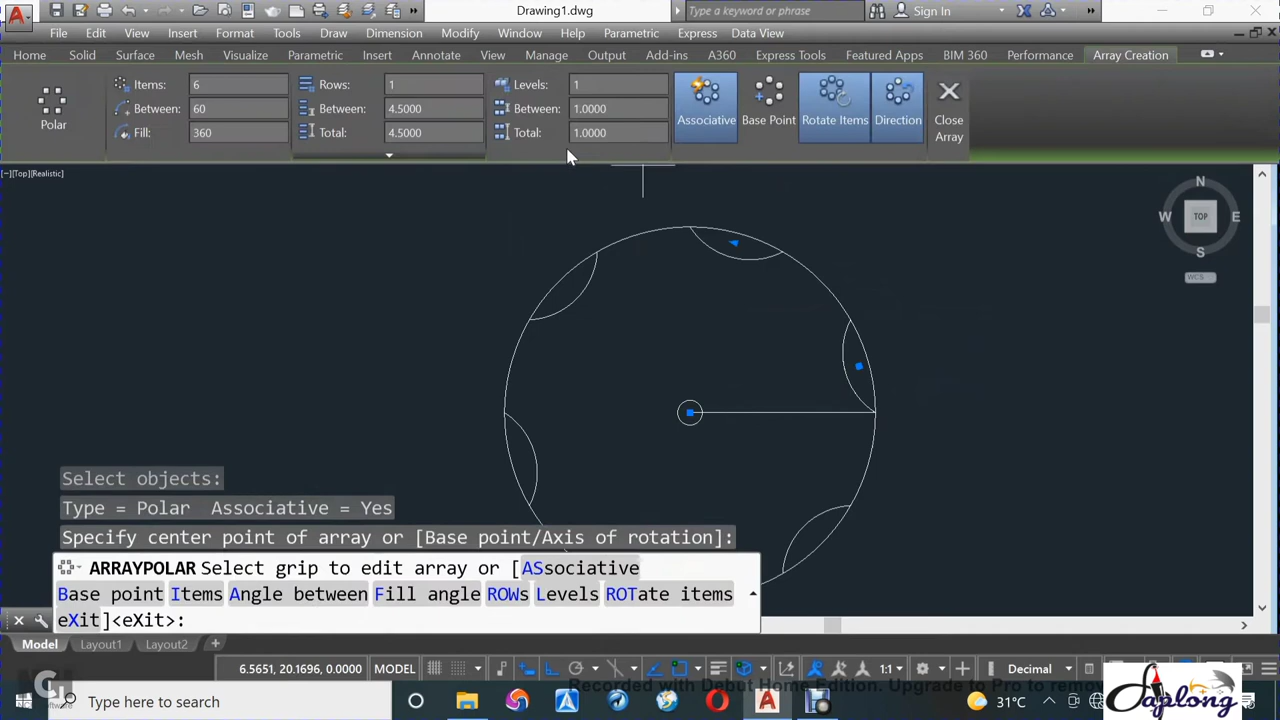 Drawing1.dwg
Type a keyword or phrase
Sign In
File Edit View Insert Format Tools Draw Dimension Modify Window Help Parametric Express Data View
Home Solid Surface Mesh Visualize Parametric Insert Annotate View Manage Output Add-ins A360 Express Tools Featured Apps BIM 360 Performance Array Creation
Items: 6 Rows: 1 Levels: 1
Between: 60 Between: 4.5000 Between: 1.0000
Fill: 360 Total: 4.5000 Total: 1.0000
Polar
Associative Base Point Rotate Items Direction Close Array
[−][Top][Realistic]
N
W TOP E
S
WCS
Select objects:
Type = Polar Associative = Yes
Specify center point of array or [Base point/Axis of rotation]:
ARRAYPOLAR Select grip to edit array or [ASsociative
Base point Items Angle between Fill angle ROWs Levels ROTate items
eXit]<eXit>:
Model Layout1 Layout2 +
6.5651, 20.1696, 0.0000 MODEL 1:1 Decimal
Recorded with Debut Home Edition. Upgrade to Pro to remov
Type here to search
31°C
Daplong